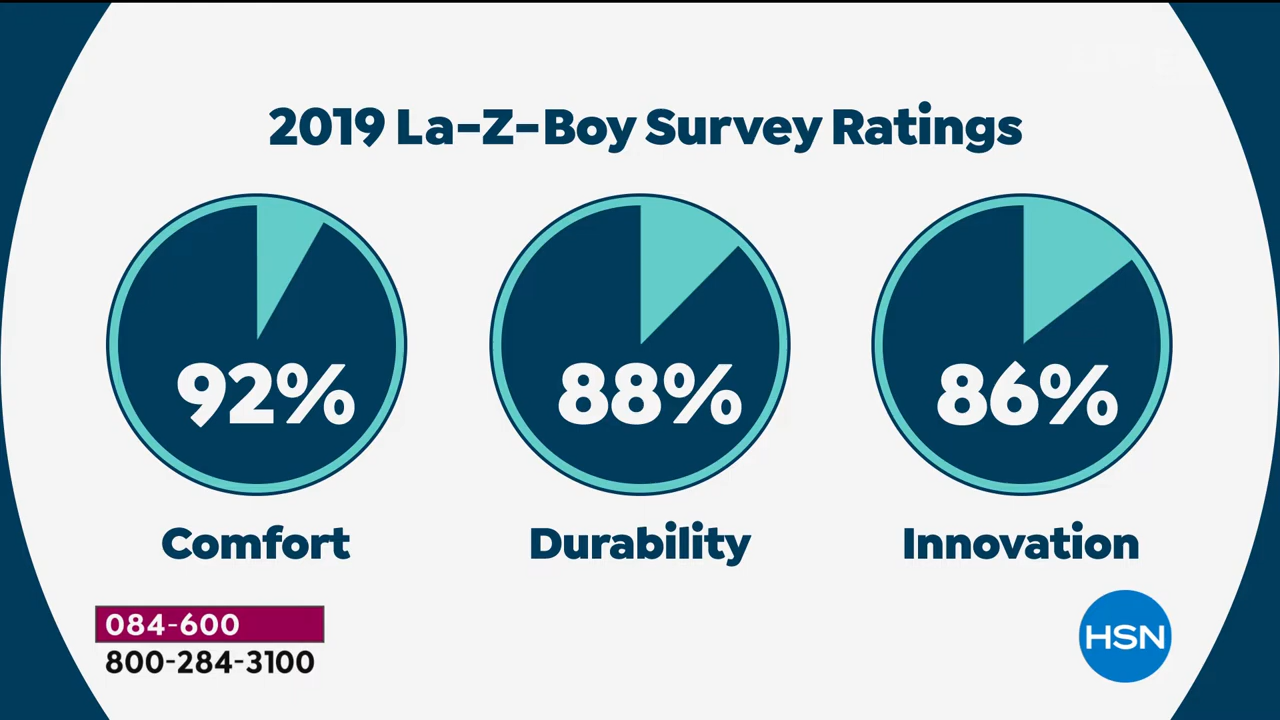 2019 La-Z-Boy Survey Ratings
92%
88%
86%
Comfort
Durability
Innovation
084-600
800-284-3100
HSN